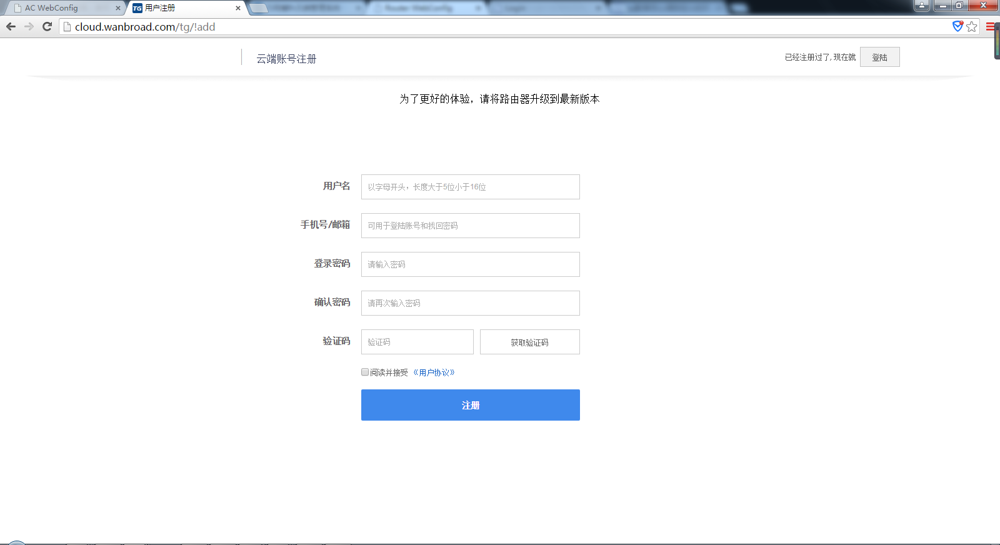 AC WebConfig
TG 用户注册
Router WebConfig
Login
cloud.wanbroad.com/tg/!add
云端账号注册
已经注册过了,现在就 登陆
为了更好的体验，请将路由器升级到最新版本
用户名 以字母开头，长度大于5位小于16位
手机号/邮箱 可用于登陆账号和找回密码
登录密码 请输入密码
确认密码 请再次输入密码
验证码 验证码 获取验证码
阅读并接受 《用户协议》
注册